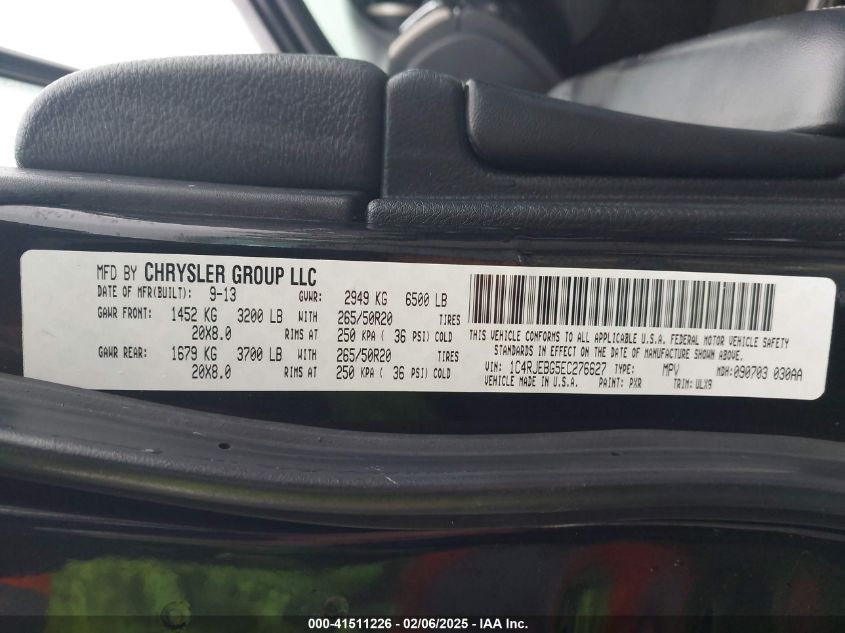 MFD BY CHRYSLER GROUP LLC
DATE OF MFR(BUILT): 9-13 GVWR: 2949 KG 6500 LB
GAWR FRONT: 1452 KG 3200 LB WITH 265/50R20 TIRES
20X8.0 RIMS AT 250 KPA ( 36 PSI) COLD
GAWR REAR: 1679 KG 3700 LB WITH 265/50R20 TIRES
20X8.0 RIMS AT 250 KPA ( 36 PSI) COLD
THIS VEHICLE CONFORMS TO ALL APPLICABLE U.S.A. FEDERAL MOTOR VEHICLE SAFETY
STANDARDS IN EFFECT ON THE DATE OF MANUFACTURE SHOWN ABOVE.
VIN: 1C4RJEBG5EC276627 TYPE: MPV MDH: 090703 030AA
VEHICLE MADE IN U.S.A. PAINT: PXR TRIM: ULX9
000-41511226 - 02/06/2025 - IAA Inc.